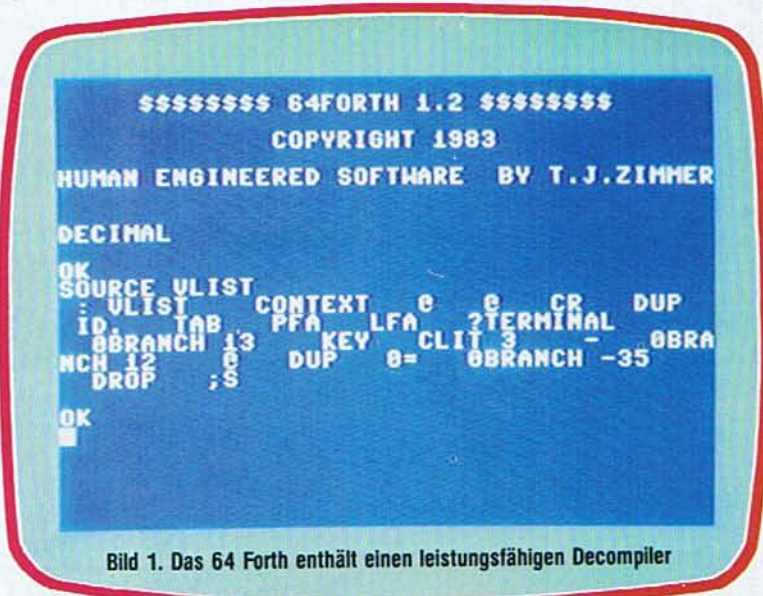 $$$$$$$$ 64FORTH 1.2 $$$$$$$$
COPYRIGHT 1983
HUMAN ENGINEERED SOFTWARE BY T.J.ZIMMER
DECIMAL
OK
SOURCE VLIST
: VLIST CONTEXT @ @ CR DUP
ID. TAB PFA LFA ?TERMINAL
0BRANCH 13 KEY CLIT 3 - 0BRA
NCH 12 @ DUP 0= 0BRANCH -35
DROP ;S
OK
Bild 1. Das 64 Forth enthält einen leistungsfähigen Decompiler